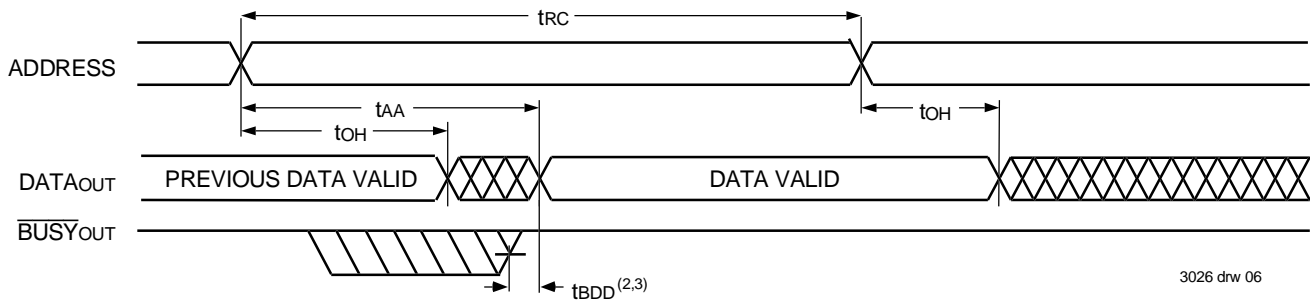 tRC
ADDRESS
tAA
tOH
tOH
DATAOUT
PREVIOUS DATA VALID
DATA VALID
BUSYOUT
tBDD(2,3)
3026 drw 06